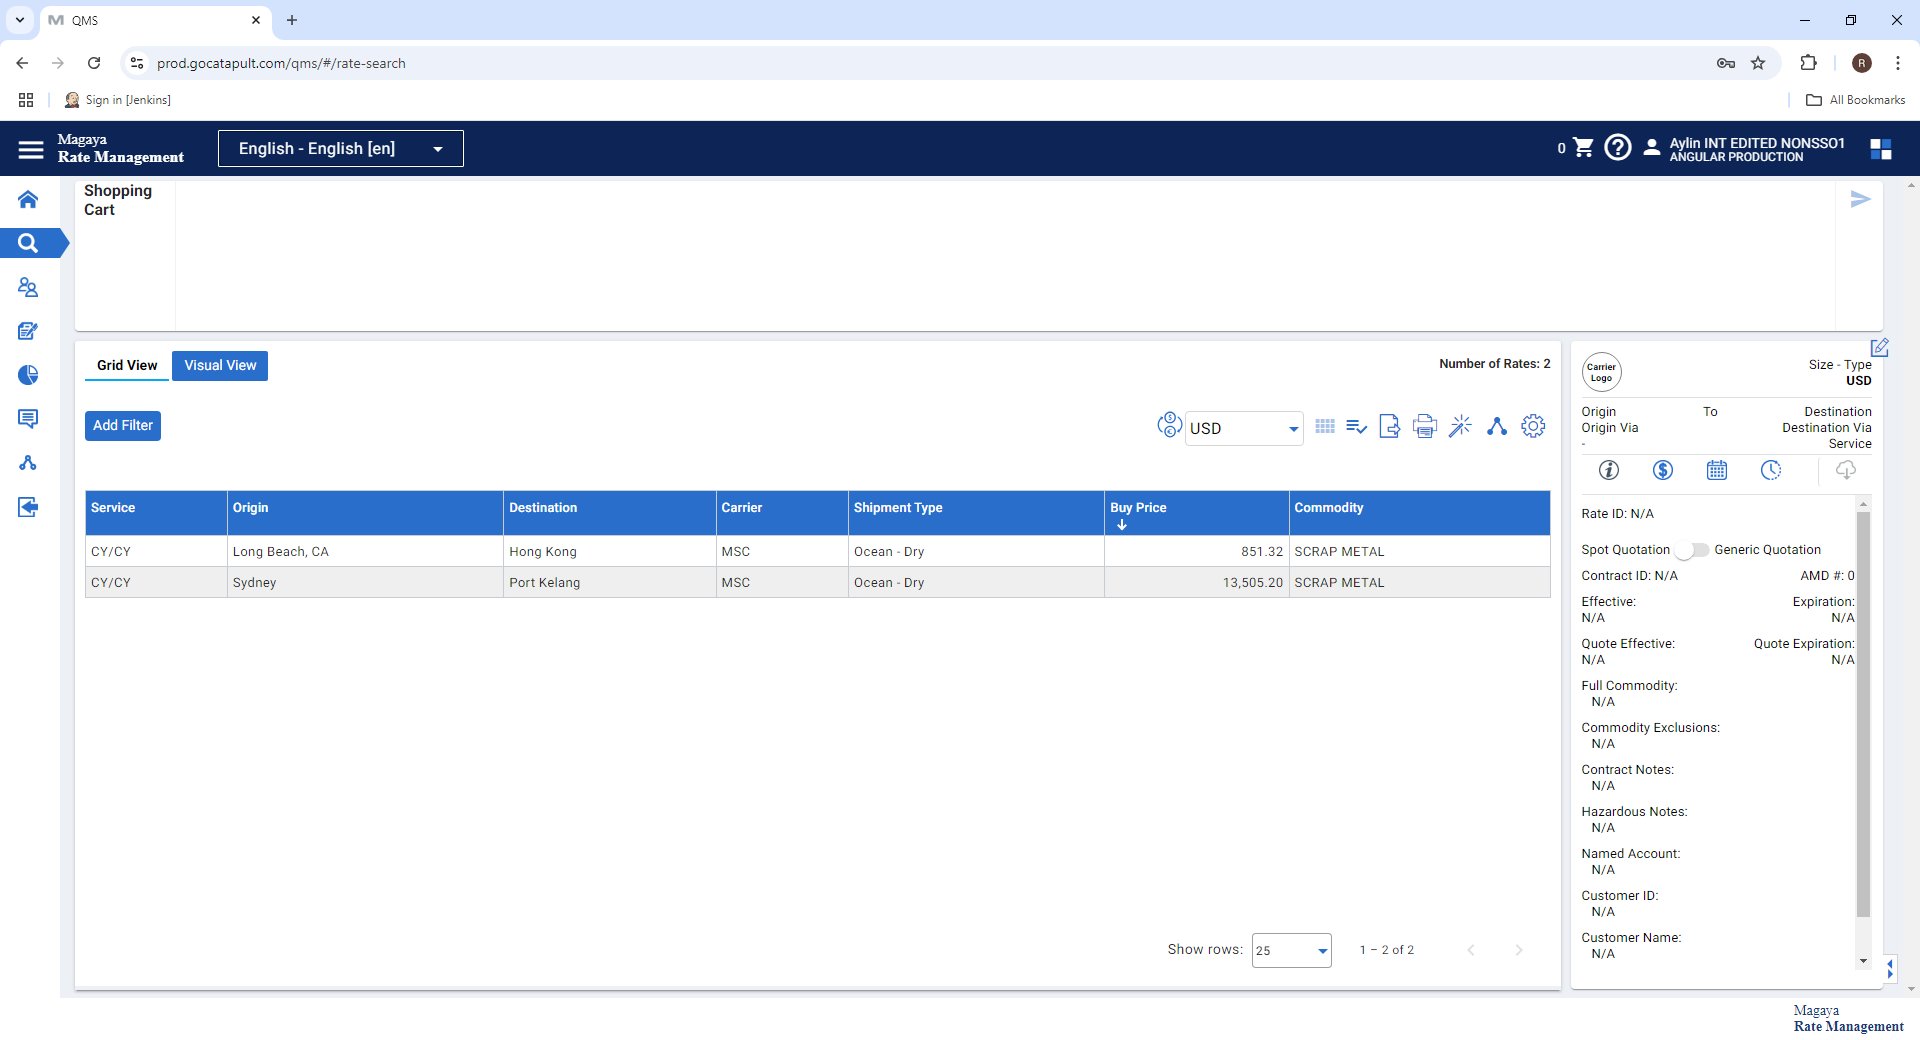 QMS
prod.gocatapult.com/qms/#/rate-search
R
Sign in [Jenkins]
All Bookmarks
Magaya
Rate Management
English - English [en]
0
Aylin INT EDITED NONSSO1
ANGULAR PRODUCTION
Shopping
Cart
Grid View
Visual View
Number of Rates: 2
Add Filter
USD
Service Origin Destination Carrier Shipment Type Buy Price Commodity
CY/CY Long Beach, CA Hong Kong MSC Ocean - Dry 851.32 SCRAP METAL
CY/CY Sydney Port Kelang MSC Ocean - Dry 13,505.20 SCRAP METAL
Show rows: 25 1 – 2 of 2
Carrier
Logo
Size - Type
USD
Origin To Destination
Origin Via Destination Via
- Service
Rate ID: N/A
Spot Quotation Generic Quotation
Contract ID: N/A AMD #: 0
Effective: Expiration:
N/A N/A
Quote Effective: Quote Expiration:
N/A N/A
Full Commodity:
N/A
Commodity Exclusions:
N/A
Contract Notes:
N/A
Hazardous Notes:
N/A
Named Account:
N/A
Customer ID:
N/A
Customer Name:
N/A
Magaya
Rate Management